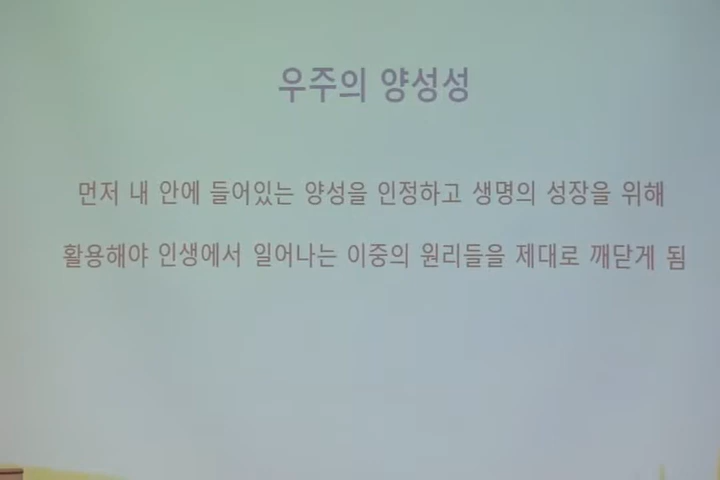 우주의 양성성
먼저 내 안에 들어있는 양성을 인정하고 생명의 성장을 위해
활용해야 인생에서 일어나는 이중의 원리들을 제대로 깨닫게 됨